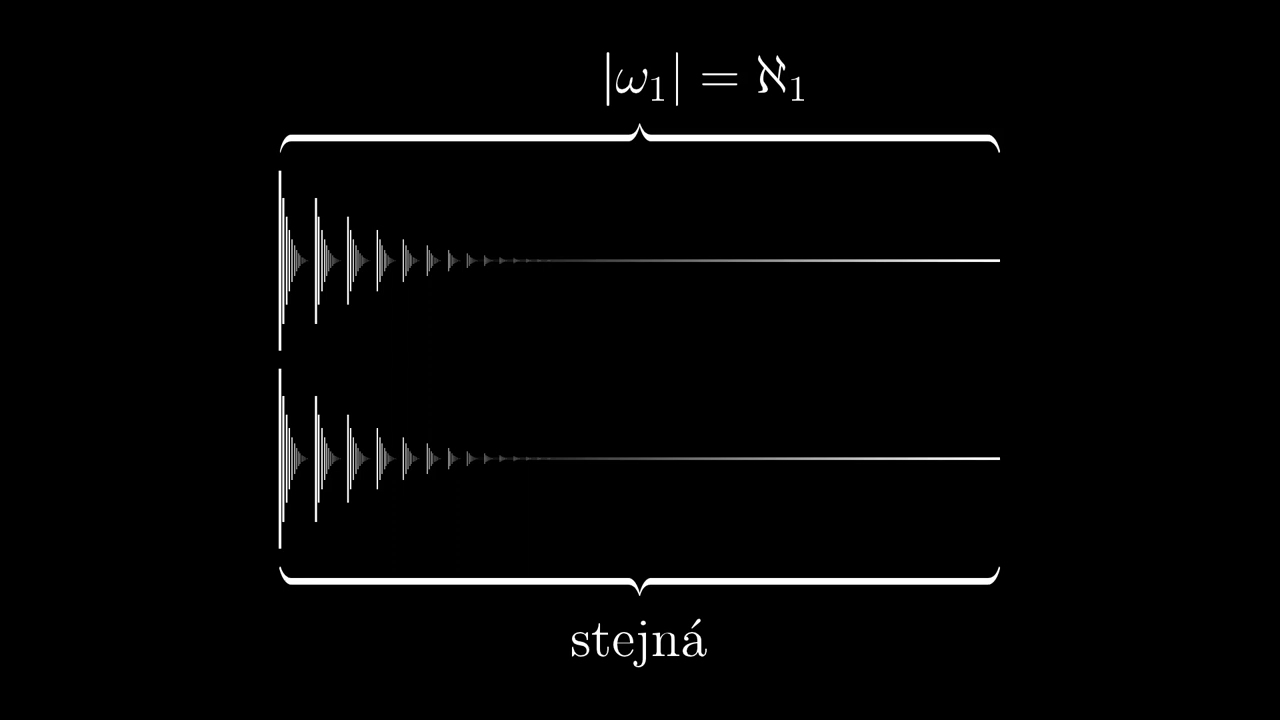 |ω₁| = ℵ₁
stejná